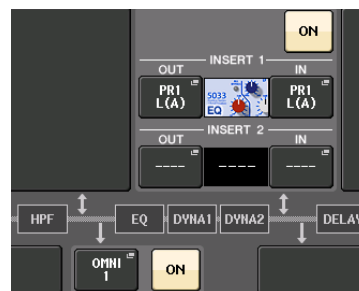 ON
INSERT 1
OUT IN
PR1
L(A)
5033
EQ
PR1
L(A)
INSERT 2
OUT IN
---- ---- ----
HPF EQ DYNA1 DYNA2 DELAY
OMNI
1
ON